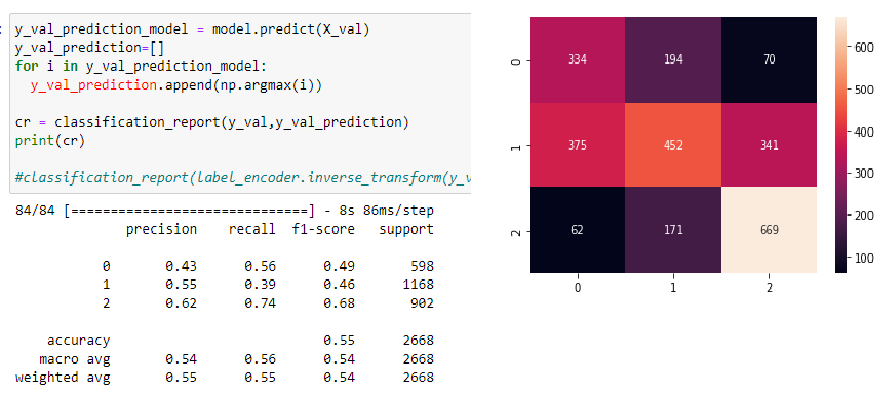 y_val_prediction_model = model.predict(X_val)
y_val_prediction=[]
for i in y_val_prediction_model:
  y_val_prediction.append(np.argmax(i))
cr = classification_report(y_val,y_val_prediction)
print(cr)
#classification_report(label_encoder.inverse_transform(y_v
84/84 [==============================] - 8s 86ms/step
precision recall f1-score support
0 0.43 0.56 0.49 598
1 0.55 0.39 0.46 1168
2 0.62 0.74 0.68 902
accuracy 0.55 2668
macro avg 0.54 0.56 0.54 2668
weighted avg 0.55 0.55 0.54 2668
0 334 194 70
1 375 452 341
2 62 171 669
0 1 2
600
500
400
300
200
100